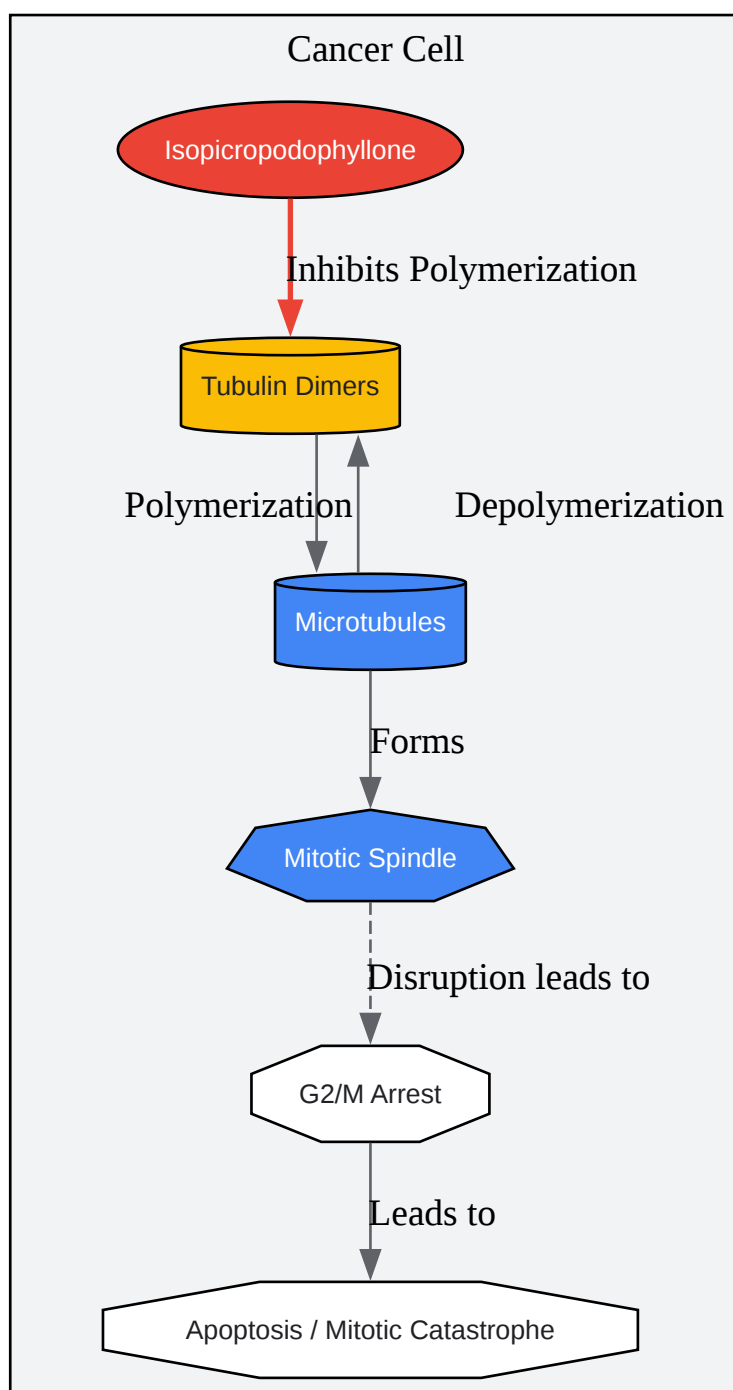 Cancer Cell
Isopicropodophyllone
Inhibits Polymerization
Tubulin Dimers
Polymerization
Depolymerization
Microtubules
Forms
Mitotic Spindle
Disruption leads to
G2/M Arrest
Leads to
Apoptosis / Mitotic Catastrophe